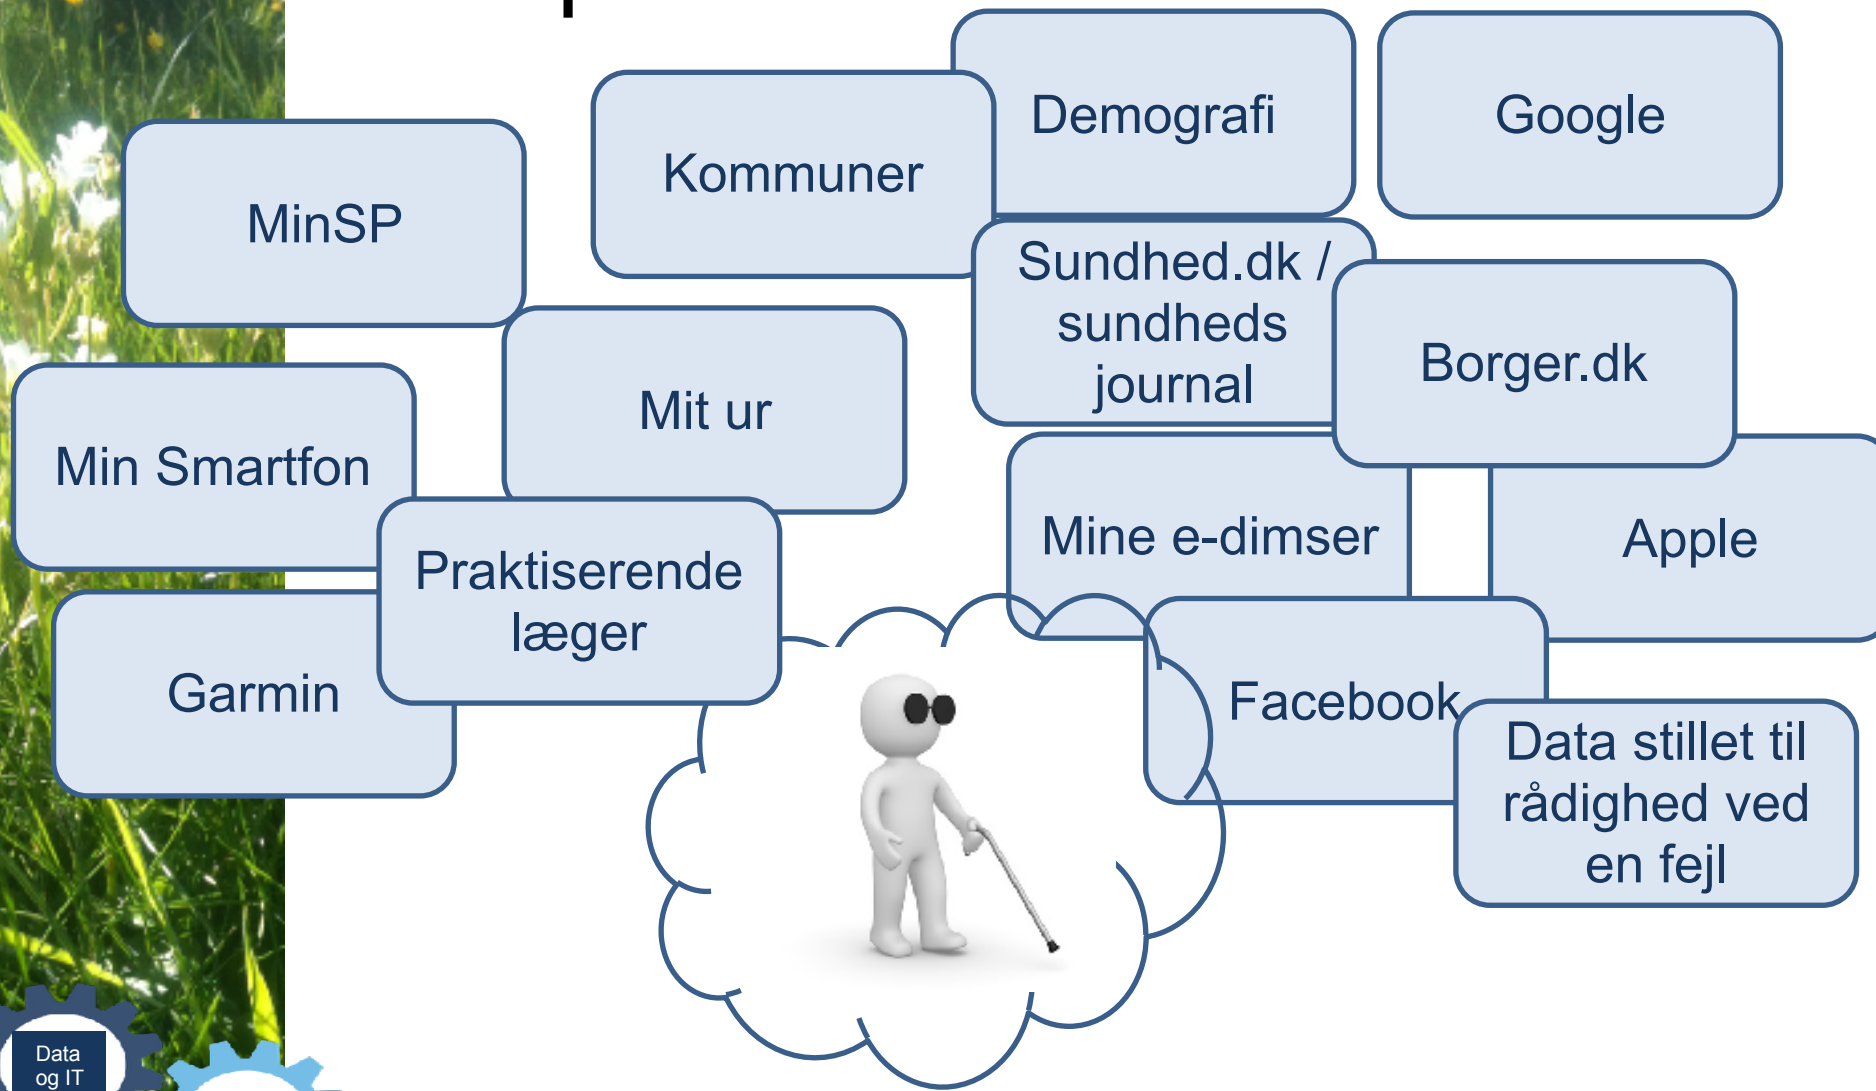 Demografi
Google
Kommuner
MinSP
Sundhed.dk /
sundheds
journal
Borger.dk
Mit ur
Min Smartfon
Mine e-dimser
Apple
Praktiserende
læger
Garmin
Facebook
Data stillet til
rådighed ved
en fejl
Data
og IT